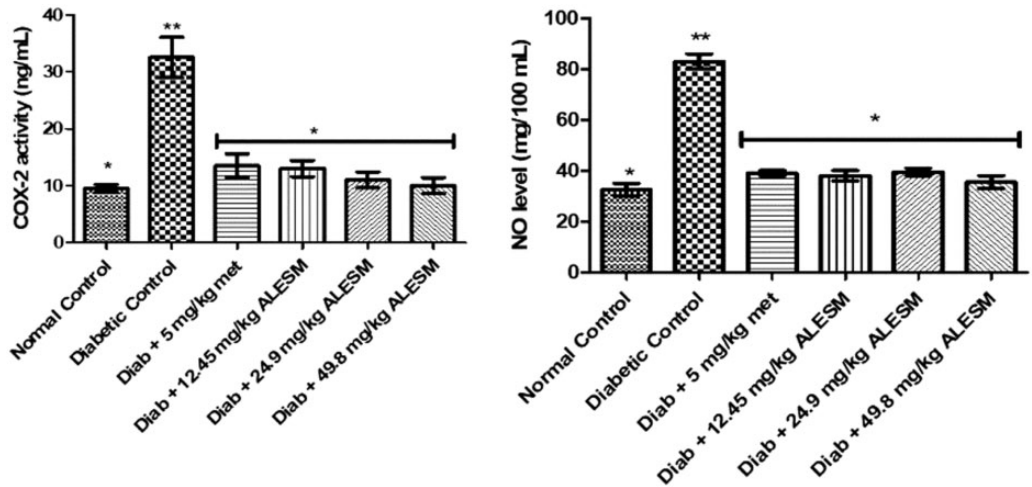 COX-2 activity (ng/mL)
40
30
20
10
0
**
*
*
Normal Control
Diabetic Control
Diab + 5 mg/kg met
Diab + 12.45 mg/kg ALESM
Diab + 24.9 mg/kg ALESM
Diab + 49.8 mg/kg ALESM
NO level (mg/100 mL)
100
80
60
40
20
0
**
*
*
Normal Control
Diabetic Control
Diab + 5 mg/kg met
Diab + 12.45 mg/kg ALESM
Diab + 24.9 mg/kg ALESM
Diab + 49.8 mg/kg ALESM